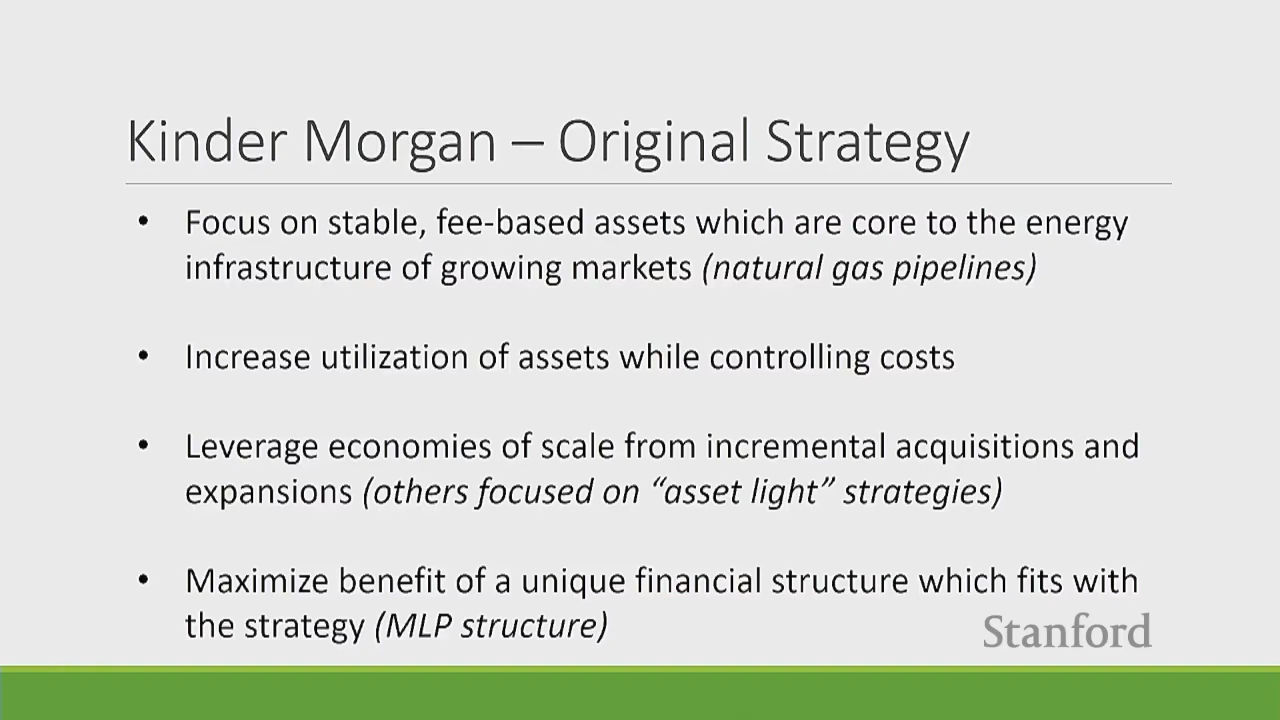 Kinder Morgan – Original Strategy
• Focus on stable, fee-based assets which are core to the energy
infrastructure of growing markets (natural gas pipelines)
• Increase utilization of assets while controlling costs
• Leverage economies of scale from incremental acquisitions and
expansions (others focused on “asset light” strategies)
• Maximize benefit of a unique financial structure which fits with
the strategy (MLP structure)
Stanford